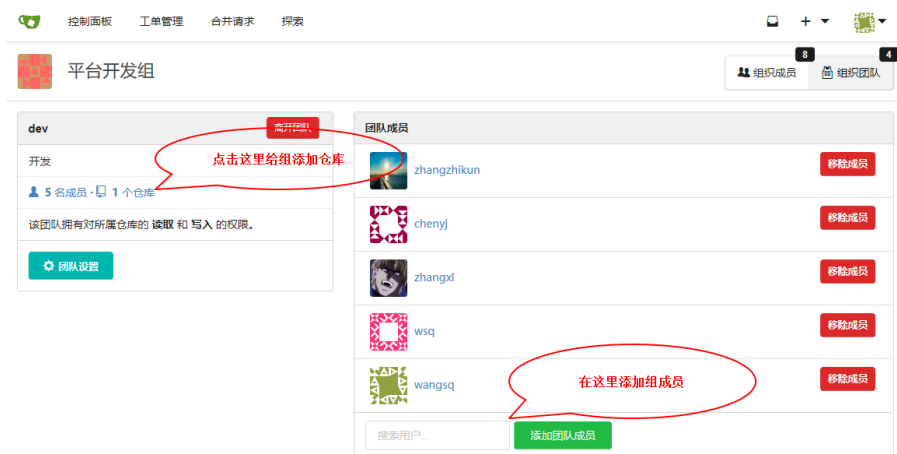 控制面板 工单管理 合并请求 探索
平台开发组
8
组织成员
4
组织团队
dev
离开团队
开发
5 名成员 · 1 个仓库
点击这里给组添加仓库
该团队拥有对所属仓库的 读取 和 写入 的权限。
团队设置
团队成员
zhangzhikun 移除成员
chenyj 移除成员
zhangxl 移除成员
wsq 移除成员
wangsq 移除成员
在这里添加组成员
搜索用户... 添加团队成员